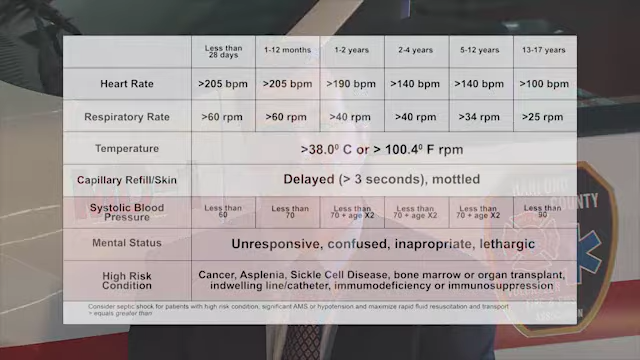 Less than 28 days 1-12 months 1-2 years 2-4 years 5-12 years 13-17 years
Heart Rate >205 bpm >205 bpm >190 bpm >140 bpm >140 bpm >100 bpm
Respiratory Rate >60 rpm >60 rpm >40 rpm >40 rpm >34 rpm >25 rpm
Temperature >38.0⁰ C or > 100.4⁰ F rpm
Capillary Refill/Skin Delayed (> 3 seconds), mottled
Systolic Blood Pressure Less than 60 Less than 70 Less than 70 + age X2 Less than 70 + age X2 Less than 70 + age X2 Less than 90
Mental Status Unresponsive, confused, inapropriate, lethargic
High Risk Condition Cancer, Asplenia, Sickle Cell Disease, bone marrow or organ transplant, indwelling line/catheter, immumodeficiency or immunosuppression
Consider septic shock for patients with high risk condition, significant AMS or hypotension and maximize rapid fluid resuscitation and transport
> equals greater than
HARFORD
COUNTY
ASSOCIATION